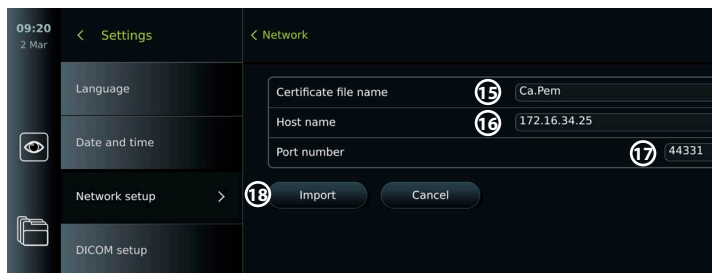 09:20
2 Mar
< Settings
< Network
Language
Date and time
Network setup >
DICOM setup
Certificate file name 15 Ca.Pem
Host name 16 172.16.34.25
Port number 17 44331
18 Import Cancel